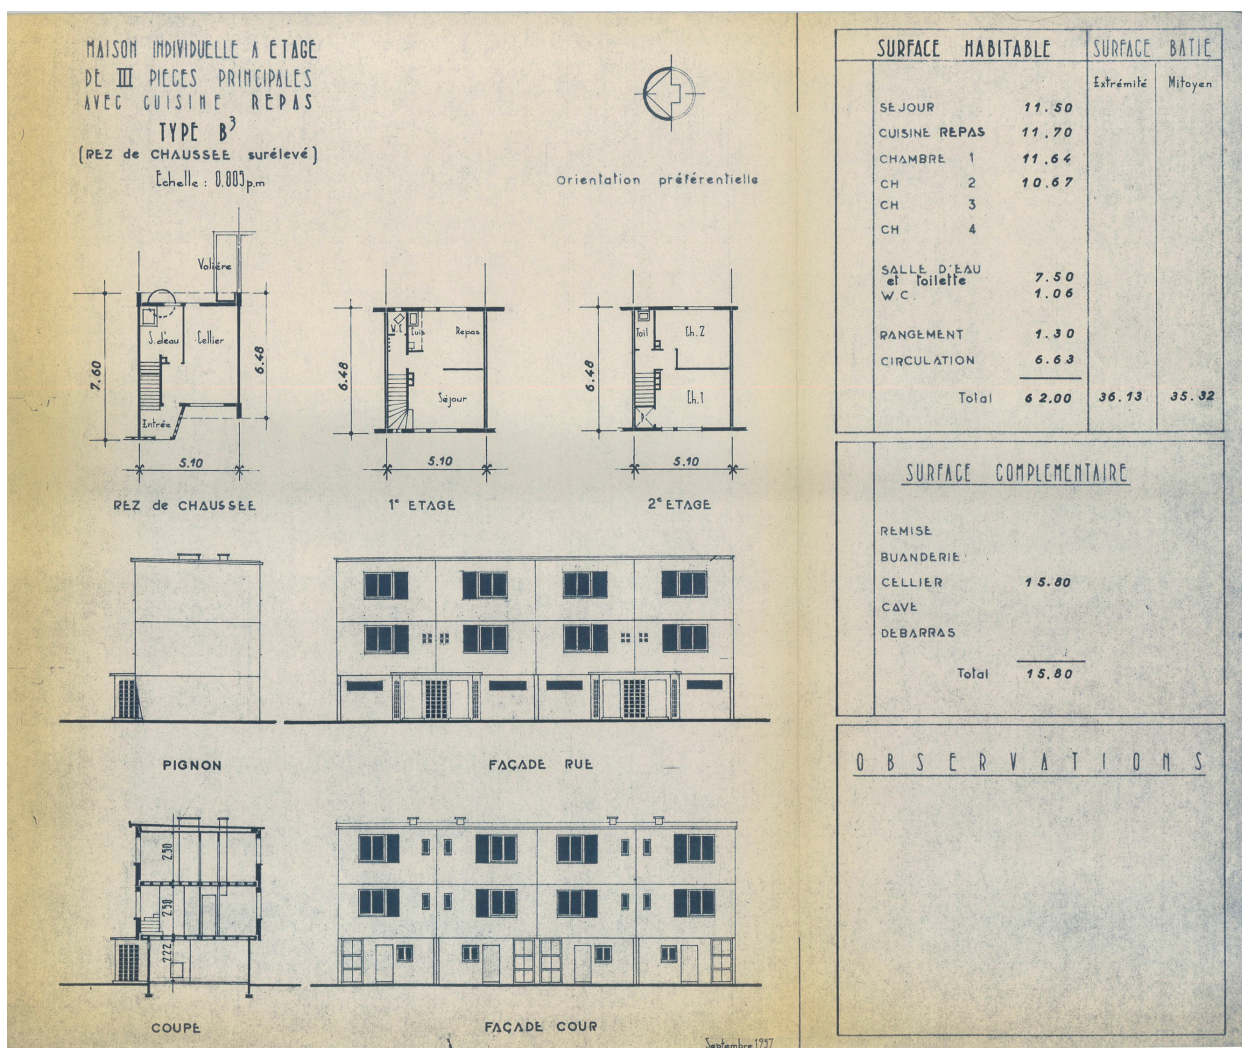 MAISON INDIVIDUELLE A ETAGE
DE III PIECES PRINCIPALES
AVEC CUISINE REPAS
TYPE B3
(REZ de CHAUSSEE surélevé)
Echelle : 0.005 p.m
Orientation préférentielle
Volière
S. d'eau
Cellier
Entrée
7.60
6.48
5.10
REZ de CHAUSSEE
W.C
Cuis
Repas
Séjour
6.48
5.10
1e ETAGE
Toil
Ch.2
Ch.1
6.48
5.10
2e ETAGE
PIGNON
FAÇADE RUE
2.50
2.50
2.22
COUPE
FAÇADE COUR
Septembre 1957
SURFACE HABITABLE
SURFACE BATIE
Extrémité Mitoyen
SEJOUR 11.50
CUISINE REPAS 11.70
CHAMBRE 1 11.64
CH 2 10.67
CH 3
CH 4
SALLE D'EAU
et toilette 7.50
W.C. 1.06
RANGEMENT 1.30
CIRCULATION 6.63
Total 62.00 36.13 35.32
SURFACE COMPLEMENTAIRE
REMISE
BUANDERIE
CELLIER 15.80
CAVE
DEBARRAS
Total 15.80
OBSERVATIONS